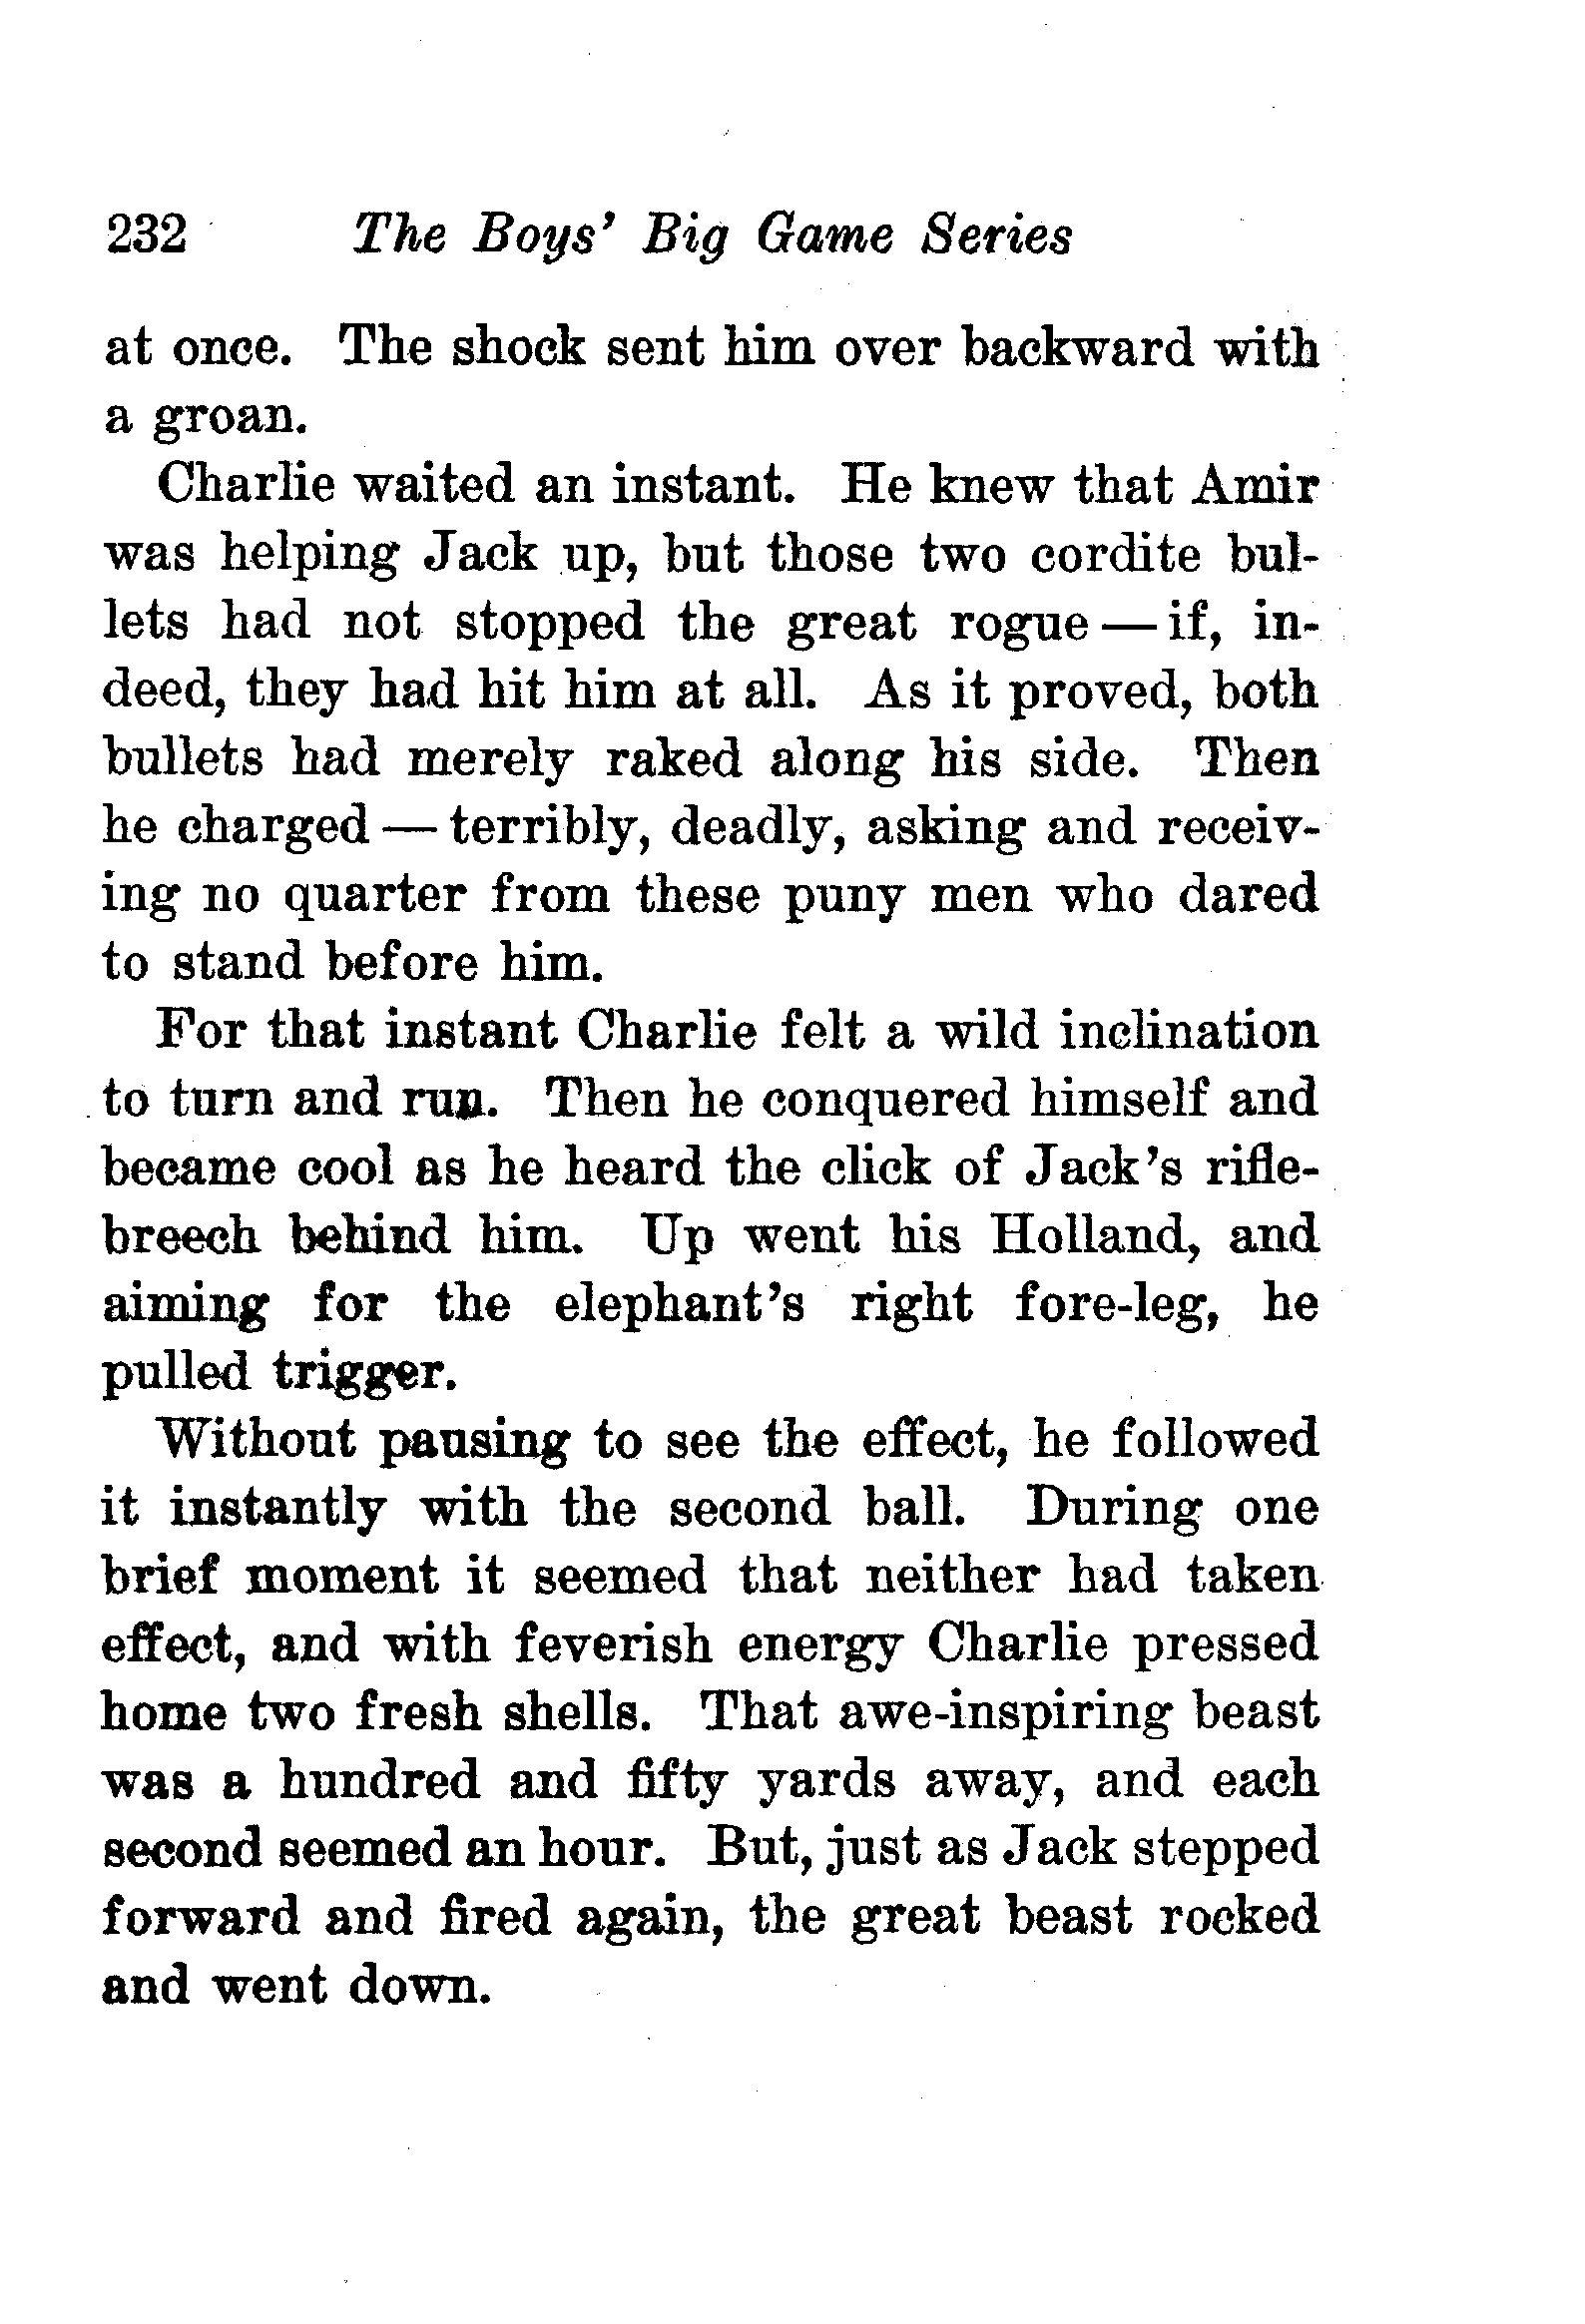 232 The Boys' Big Game Series
at once. The shock sent him over backward with
a groan.
Charlie waited an instant. He knew that Amir
was helping Jack up, but those two cordite bul-
lets had not stopped the great rogue — if, in-
deed, they had hit him at all. As it proved, both
bullets had merely raked along his side. Then
he charged — terribly, deadly, asking and receiv-
ing no quarter from these puny men who dared
to stand before him.
For that instant Charlie felt a wild inclination
to turn and run. Then he conquered himself and
became cool as he heard the click of Jack's rifle-
breech behind him. Up went his Holland, and
aiming for the elephant's right fore-leg, he
pulled trigger.
Without pausing to see the effect, he followed
it instantly with the second ball. During one
brief moment it seemed that neither had taken
effect, and with feverish energy Charlie pressed
home two fresh shells. That awe-inspiring beast
was a hundred and fifty yards away, and each
second seemed an hour. But, just as Jack stepped
forward and fired again, the great beast rocked
and went down.